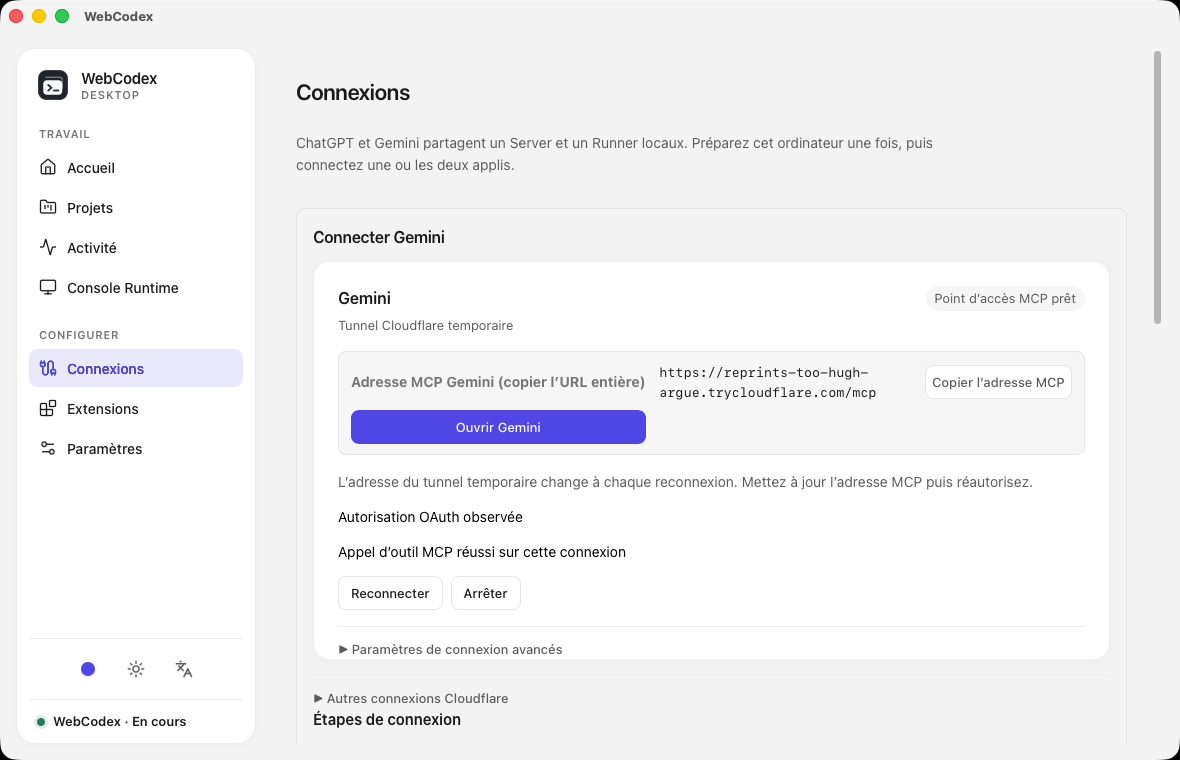 WebCodex
WebCodex
DESKTOP
TRAVAIL
Accueil
Projets
Activité
Console Runtime
CONFIGURER
Connexions
Extensions
Paramètres
WebCodex · En cours
Connexions
ChatGPT et Gemini partagent un Server et un Runner locaux. Préparez cet ordinateur une fois, puis
connectez une ou les deux applis.
Connecter Gemini
Gemini
Point d’accès MCP prêt
Tunnel Cloudflare temporaire
Adresse MCP Gemini (copier l’URL entière)
https://reprints-too-hugh-
argue.trycloudflare.com/mcp
Copier l’adresse MCP
Ouvrir Gemini
L’adresse du tunnel temporaire change à chaque reconnexion. Mettez à jour l’adresse MCP puis réautorisez.
Autorisation OAuth observée
Appel d’outil MCP réussi sur cette connexion
Reconnecter
Arrêter
Paramètres de connexion avancés
Autres connexions Cloudflare
Étapes de connexion